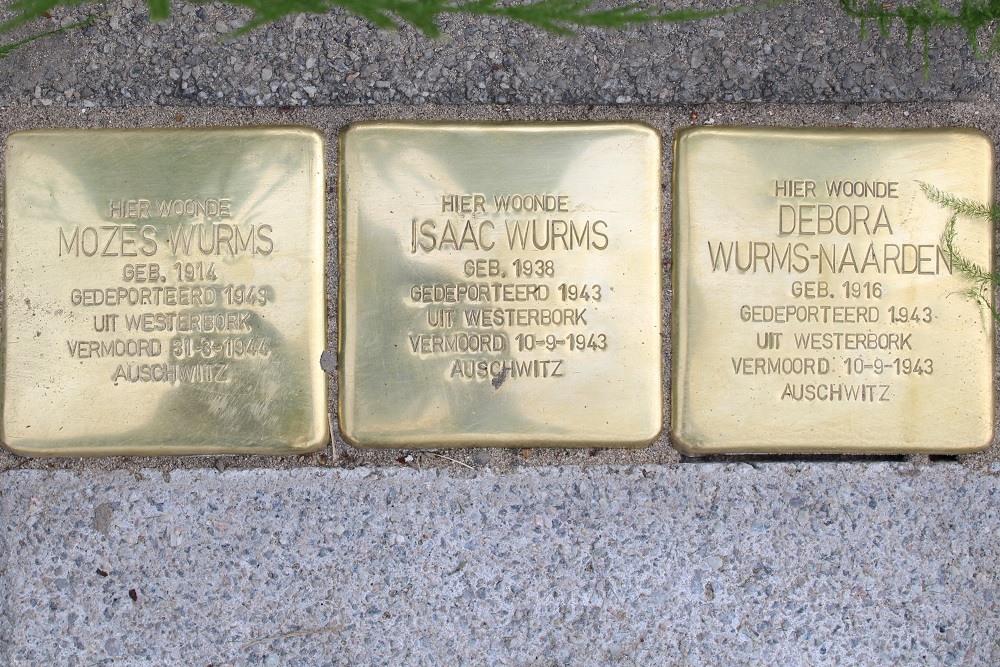 HIER WOONDE
MOZES WURMS
GEB. 1914
GEDEPORTEERD 1943
UIT WESTERBORK
VERMOORD 31-3-1944
AUSCHWITZ
HIER WOONDE
ISAAC WURMS
GEB. 1938
GEDEPORTEERD 1943
UIT WESTERBORK
VERMOORD 10-9-1943
AUSCHWITZ
HIER WOONDE
DEBORA
WURMS-NAARDEN
GEB. 1916
GEDEPORTEERD 1943
UIT WESTERBORK
VERMOORD 10-9-1943
AUSCHWITZ